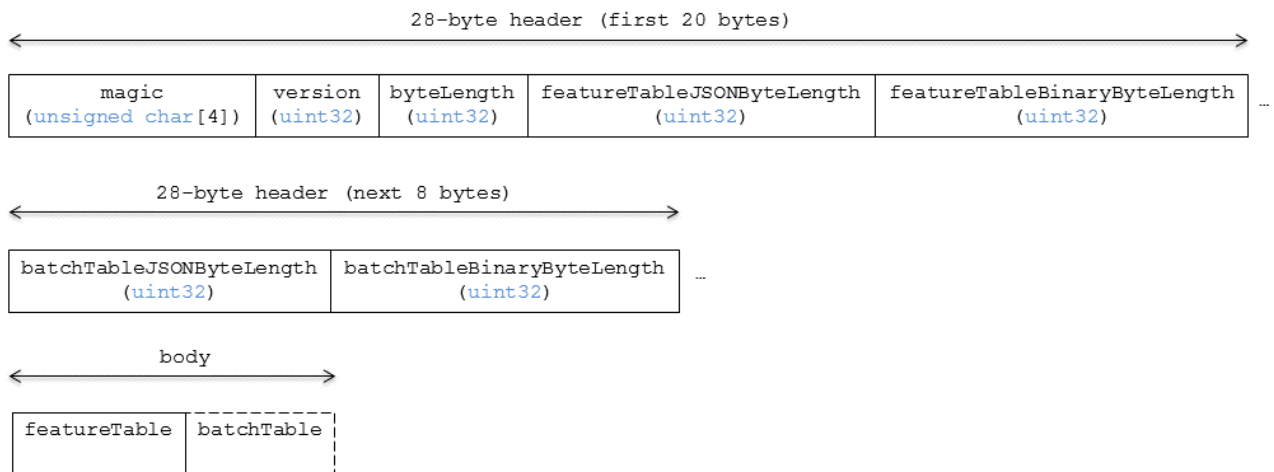 28-byte header (first 20 bytes)
magic version byteLength featureTableJSONByteLength featureTableBinaryByteLength
(unsigned char[4]) (uint32) (uint32) (uint32) (uint32)
…
28-byte header (next 8 bytes)
batchTableJSONByteLength batchTableBinaryByteLength
(uint32) (uint32)
…
body
featureTable batchTable